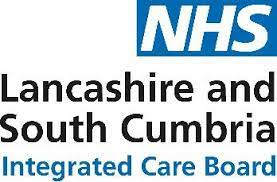 NHS
Lancashire and
South Cumbria
Integrated Care Board